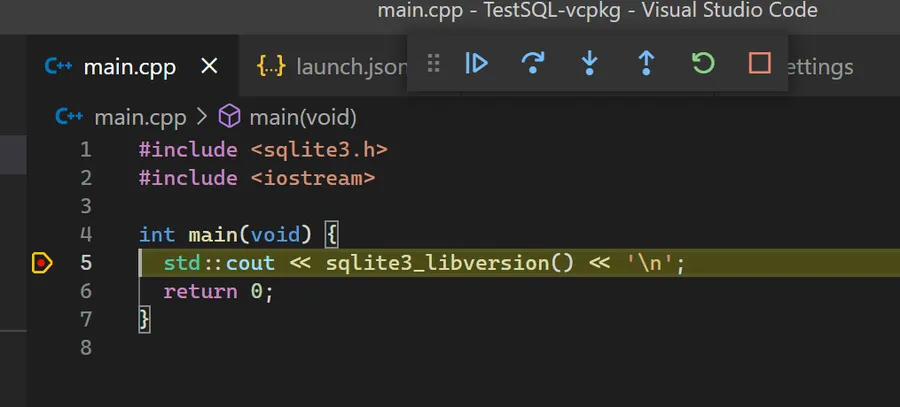 main.cpp - TestSQL-vcpkg - Visual Studio Code
C++ main.cpp × {..} launch.json ettings
C++ main.cpp > main(void)
1 #include <sqlite3.h>
2 #include <iostream>
3
4 int main(void) {
5 std::cout << sqlite3_libversion() << '\n';
6 return 0;
7 }
8